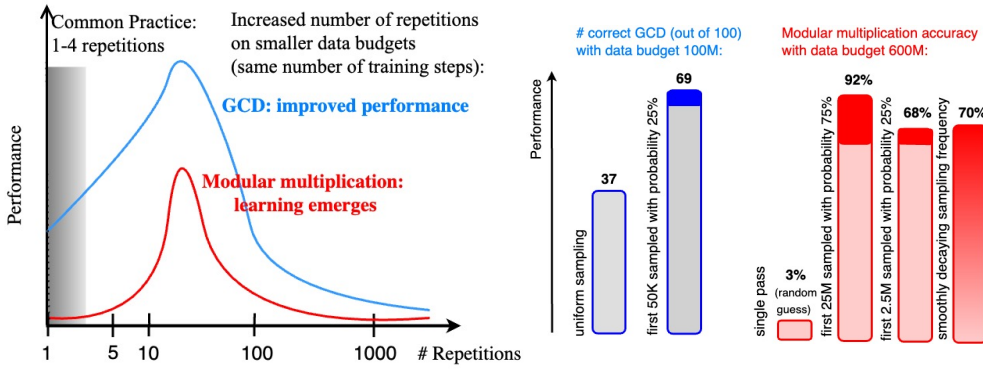 Common Practice:
1-4 repetitions
Increased number of repetitions
on smaller data budgets
(same number of training steps):
GCD: improved performance
Modular multiplication:
learning emerges
Performance
1
5
10
100
1000
# Repetitions
# correct GCD (out of 100)
with data budget 100M:
Performance
uniform sampling
37
first 50K sampled with probability 25%
69
Modular multiplication accuracy
with data budget 600M:
single pass
3%
(random
guess)
first 25M sampled with probability 75%
92%
first 2.5M sampled with probability 25%
68%
smoothly decaying sampling frequency
70%